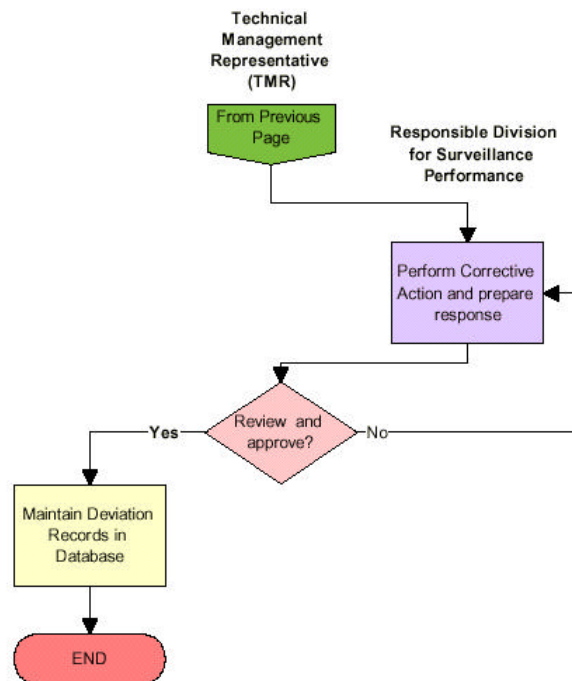 Technical
Management
Representative
(TMR)
From Previous
Page
Responsible Division
for Surveillance
Performance
Perform Corrective
Action and prepare
response
Review and
approve?
Yes
No
Maintain Deviation
Records in
Database
END